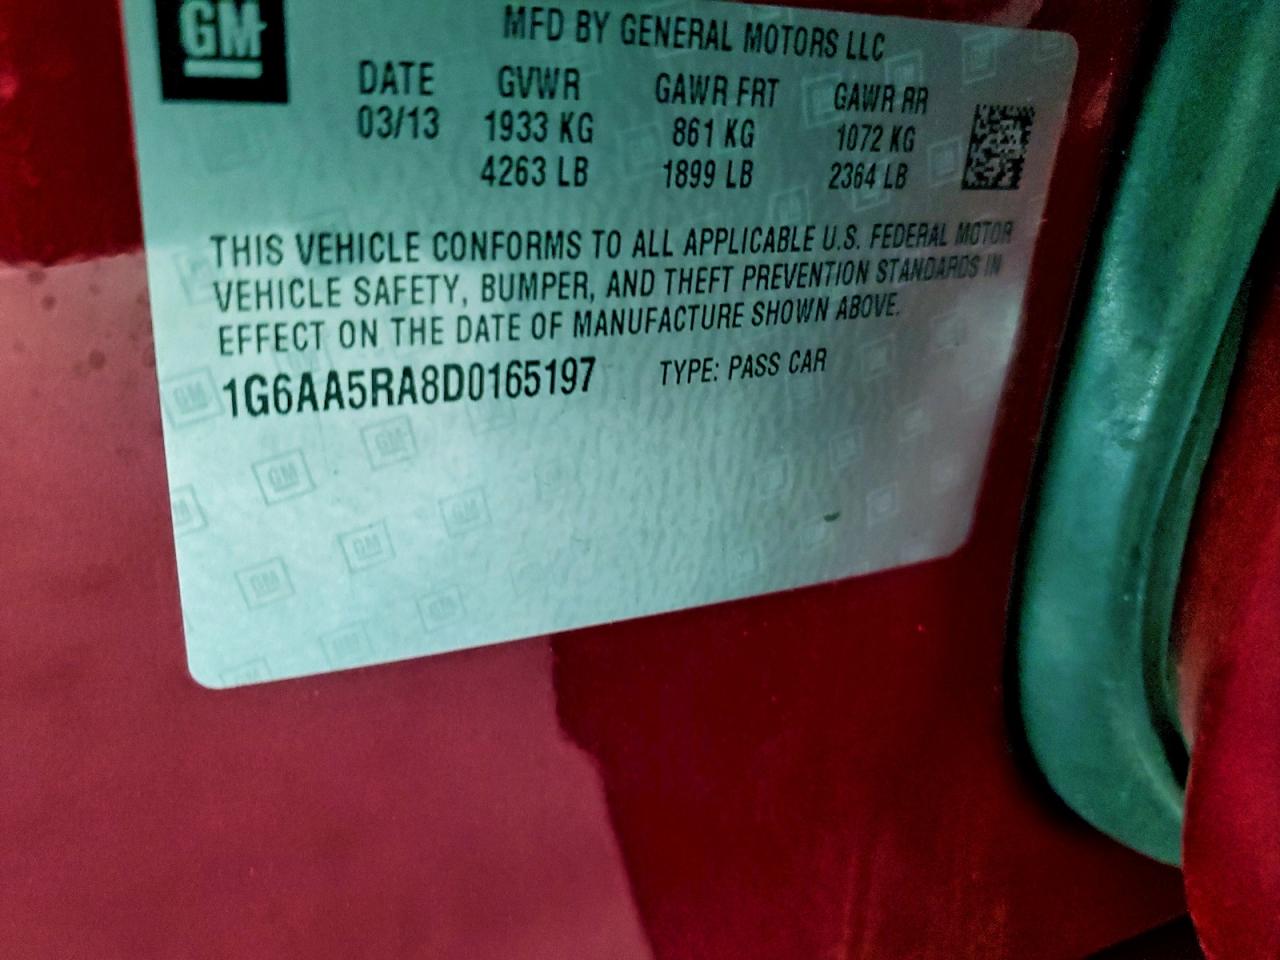 GM
MFD BY GENERAL MOTORS LLC
DATE GVWR GAWR FRT GAWR RR
03/13 1933 KG 861 KG 1072 KG
4263 LB 1899 LB 2364 LB
THIS VEHICLE CONFORMS TO ALL APPLICABLE U.S. FEDERAL MOTOR
VEHICLE SAFETY, BUMPER, AND THEFT PREVENTION STANDARDS IN
EFFECT ON THE DATE OF MANUFACTURE SHOWN ABOVE.
1G6AA5RA8D0165197 TYPE: PASS CAR